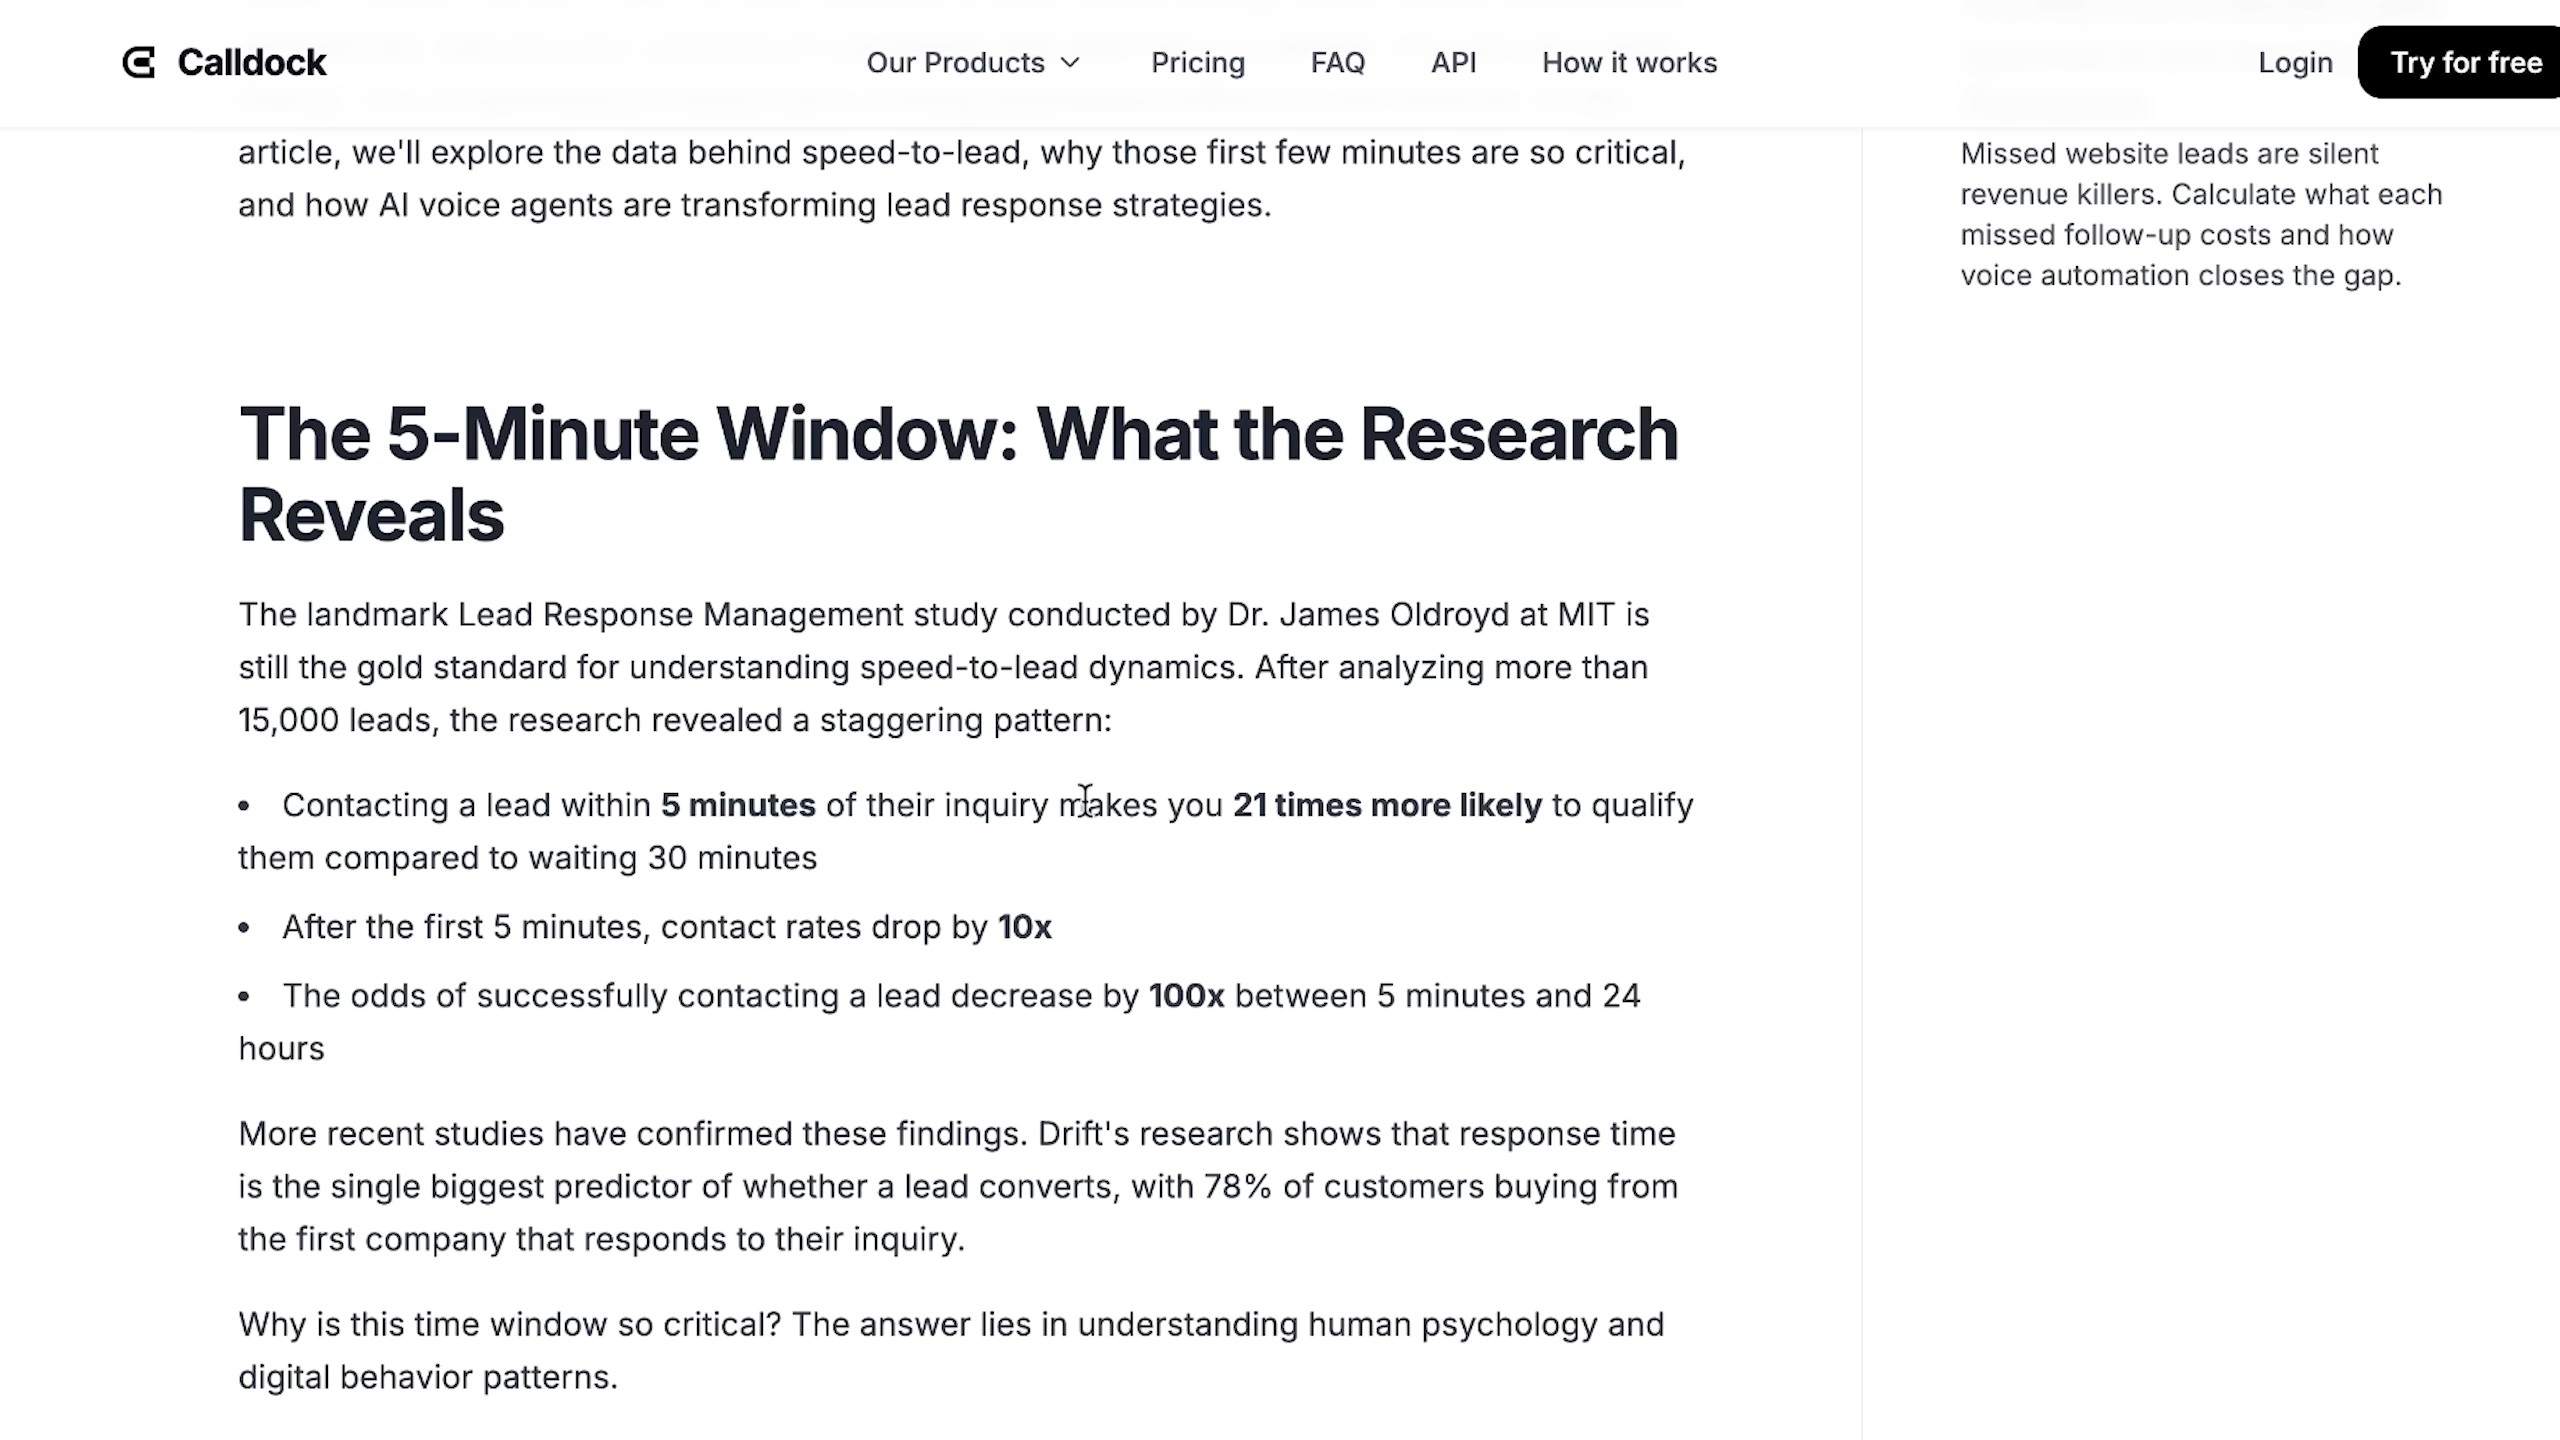 Calldock
Our Products
Pricing
FAQ
API
How it works
Login
Try for free
article, we'll explore the data behind speed-to-lead, why those first few minutes are so critical,
and how AI voice agents are transforming lead response strategies.
The 5-Minute Window: What the Research
Reveals
The landmark Lead Response Management study conducted by Dr. James Oldroyd at MIT is
still the gold standard for understanding speed-to-lead dynamics. After analyzing more than
15,000 leads, the research revealed a staggering pattern:
• Contacting a lead within 5 minutes of their inquiry makes you 21 times more likely to qualify
them compared to waiting 30 minutes
• After the first 5 minutes, contact rates drop by 10x
• The odds of successfully contacting a lead decrease by 100x between 5 minutes and 24
hours
More recent studies have confirmed these findings. Drift's research shows that response time
is the single biggest predictor of whether a lead converts, with 78% of customers buying from
the first company that responds to their inquiry.
Why is this time window so critical? The answer lies in understanding human psychology and
digital behavior patterns.
Missed website leads are silent
revenue killers. Calculate what each
missed follow-up costs and how
voice automation closes the gap.